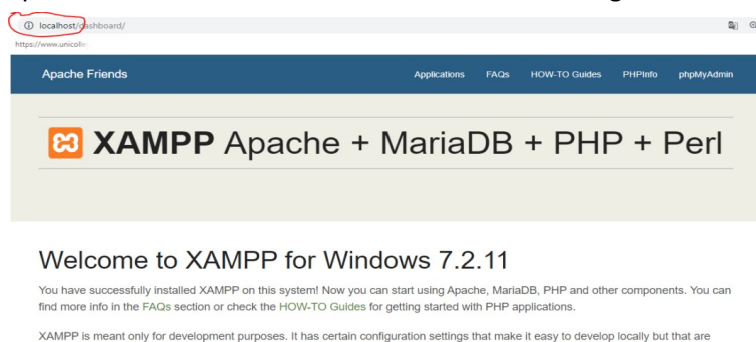 localhost/dashboard/
https://www.unicolle
Apache Friends Applications FAQs HOW-TO Guides PHPInfo phpMyAdmin
XAMPP Apache + MariaDB + PHP + Perl
Welcome to XAMPP for Windows 7.2.11
You have successfully installed XAMPP on this system! Now you can start using Apache, MariaDB, PHP and other components. You can
find more info in the FAQs section or check the HOW-TO Guides for getting started with PHP applications.
XAMPP is meant only for development purposes. It has certain configuration settings that make it easy to develop locally but that are